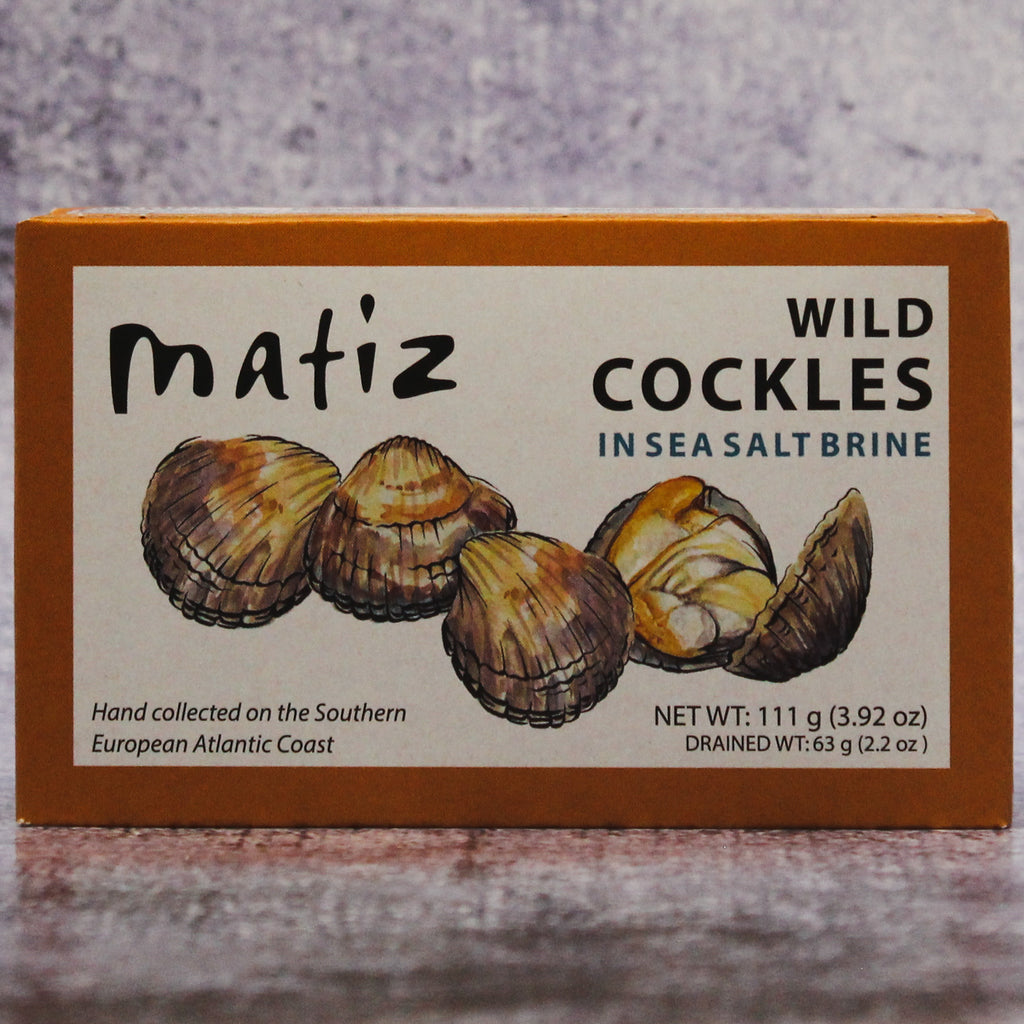 matiz
WILD
COCKLES
IN SEA SALT BRINE
Hand collected on the Southern
European Atlantic Coast
NET WT: 111 g (3.92 oz)
DRAINED WT: 63 g (2.2 oz )